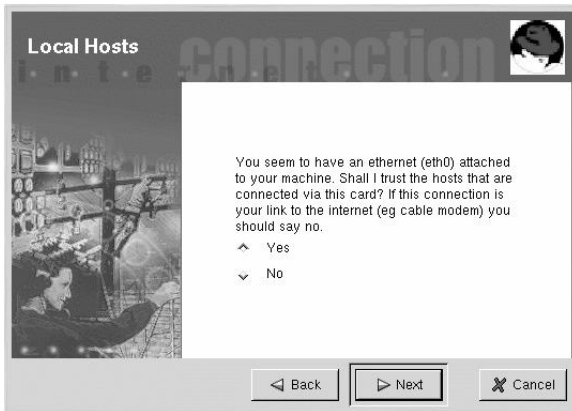 Local Hosts
connection
internet
You seem to have an ethernet (eth0) attached
to your machine. Shall I trust the hosts that are
connected via this card? If this connection is
your link to the internet (eg cable modem) you
should say no.
Yes
No
Back
Next
Cancel